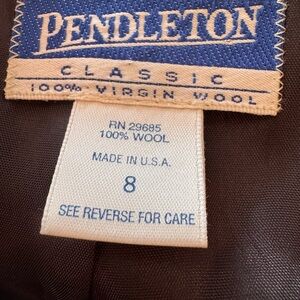 PENDLETON
CLASSIC
100% VIRGIN WOOL
RN 29685
100% WOOL
MADE IN U.S.A.
8
SEE REVERSE FOR CARE